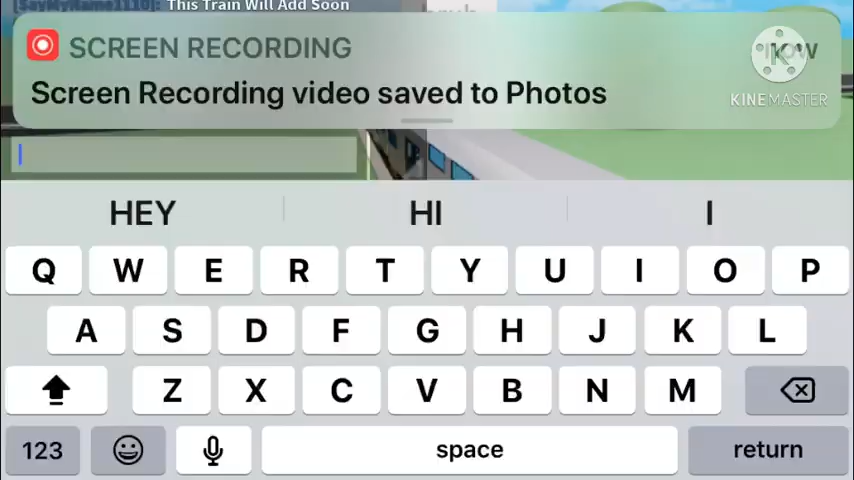 [SayMyName1110]: This Train Will Add Soon
SCREEN RECORDING
now
Screen Recording video saved to Photos
KINEMASTER
HEY HI I
Q W E R T Y U I O P
A S D F G H J K L
Z X C V B N M
123 space return